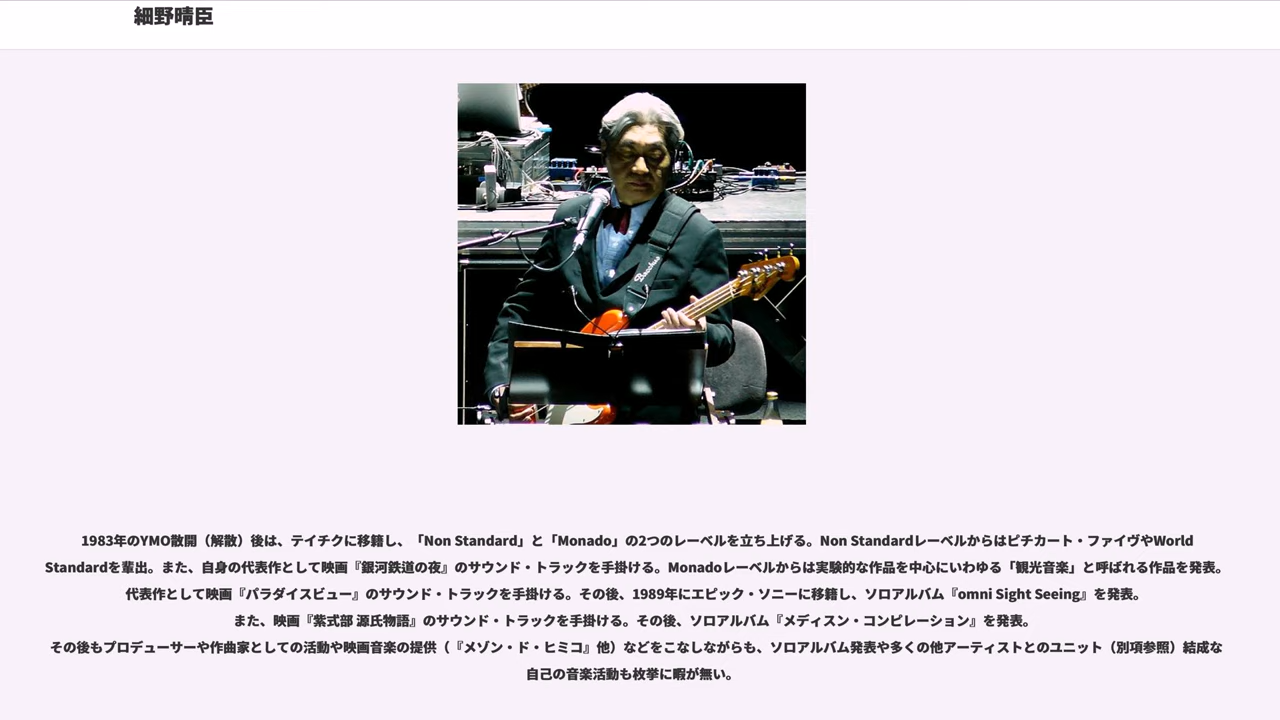 細野晴臣
Bacchus
1983年のYMO散開（解散）後は、テイチクに移籍し、「Non Standard」と「Monado」の2つのレーベルを立ち上げる。Non Standardレーベルからはピチカート・ファイヴやWorld
Standardを輩出。また、自身の代表作として映画『銀河鉄道の夜』のサウンド・トラックを手掛ける。Monadoレーベルからは実験的な作品を中心にいわゆる「観光音楽」と呼ばれる作品を発表。
代表作として映画『パラダイスビュー』のサウンド・トラックを手掛ける。その後、1989年にエピック・ソニーに移籍し、ソロアルバム『omni Sight Seeing』を発表。
また、映画『紫式部 源氏物語』のサウンド・トラックを手掛ける。その後、ソロアルバム『メディスン・コンピレーション』を発表。
その後もプロデューサーや作曲家としての活動や映画音楽の提供（『メゾン・ド・ヒミコ』他）などをこなしながらも、ソロアルバム発表や多くの他アーティストとのユニット（別項参照）結成な
自己の音楽活動も枚挙に暇が無い。